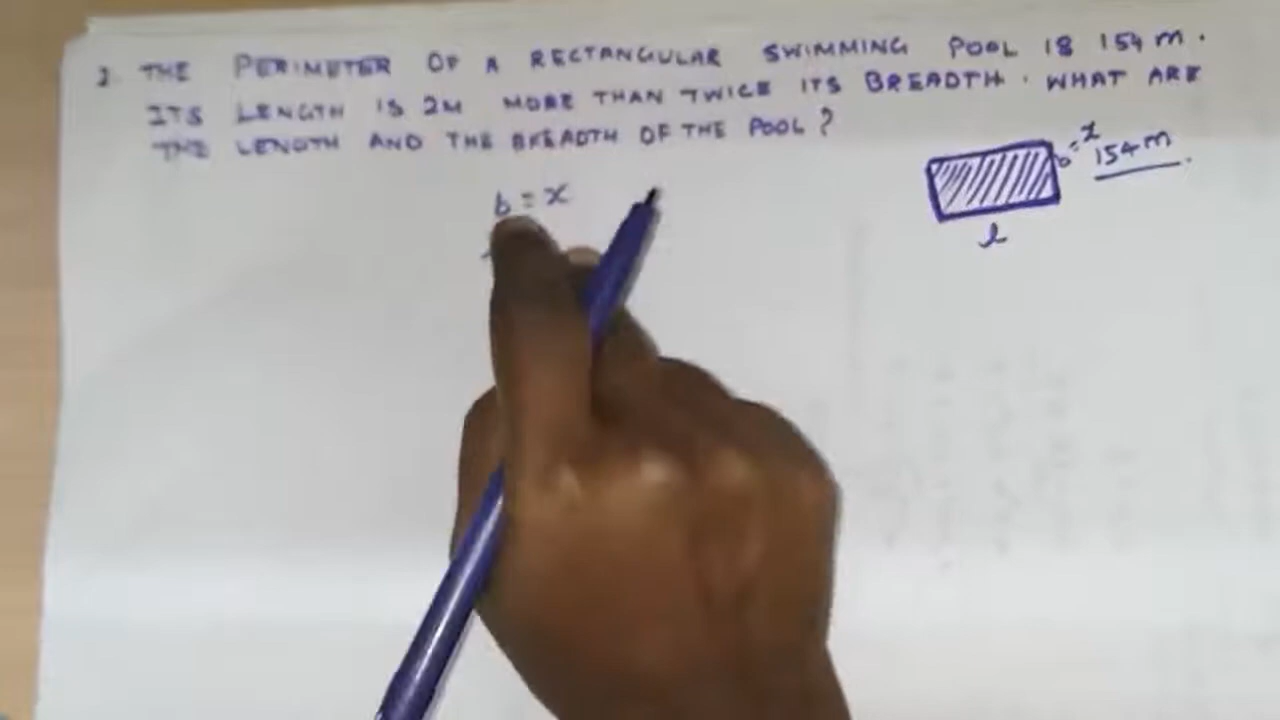 2. THE PERIMETER OF A RECTANGULAR SWIMMING POOL IS 154 m.
ITS LENGTH IS 2M MORE THAN TWICE ITS BREADTH. WHAT ARE
THE LENGTH AND THE BREADTH OF THE POOL?
b = x
b = x
154 m.
l